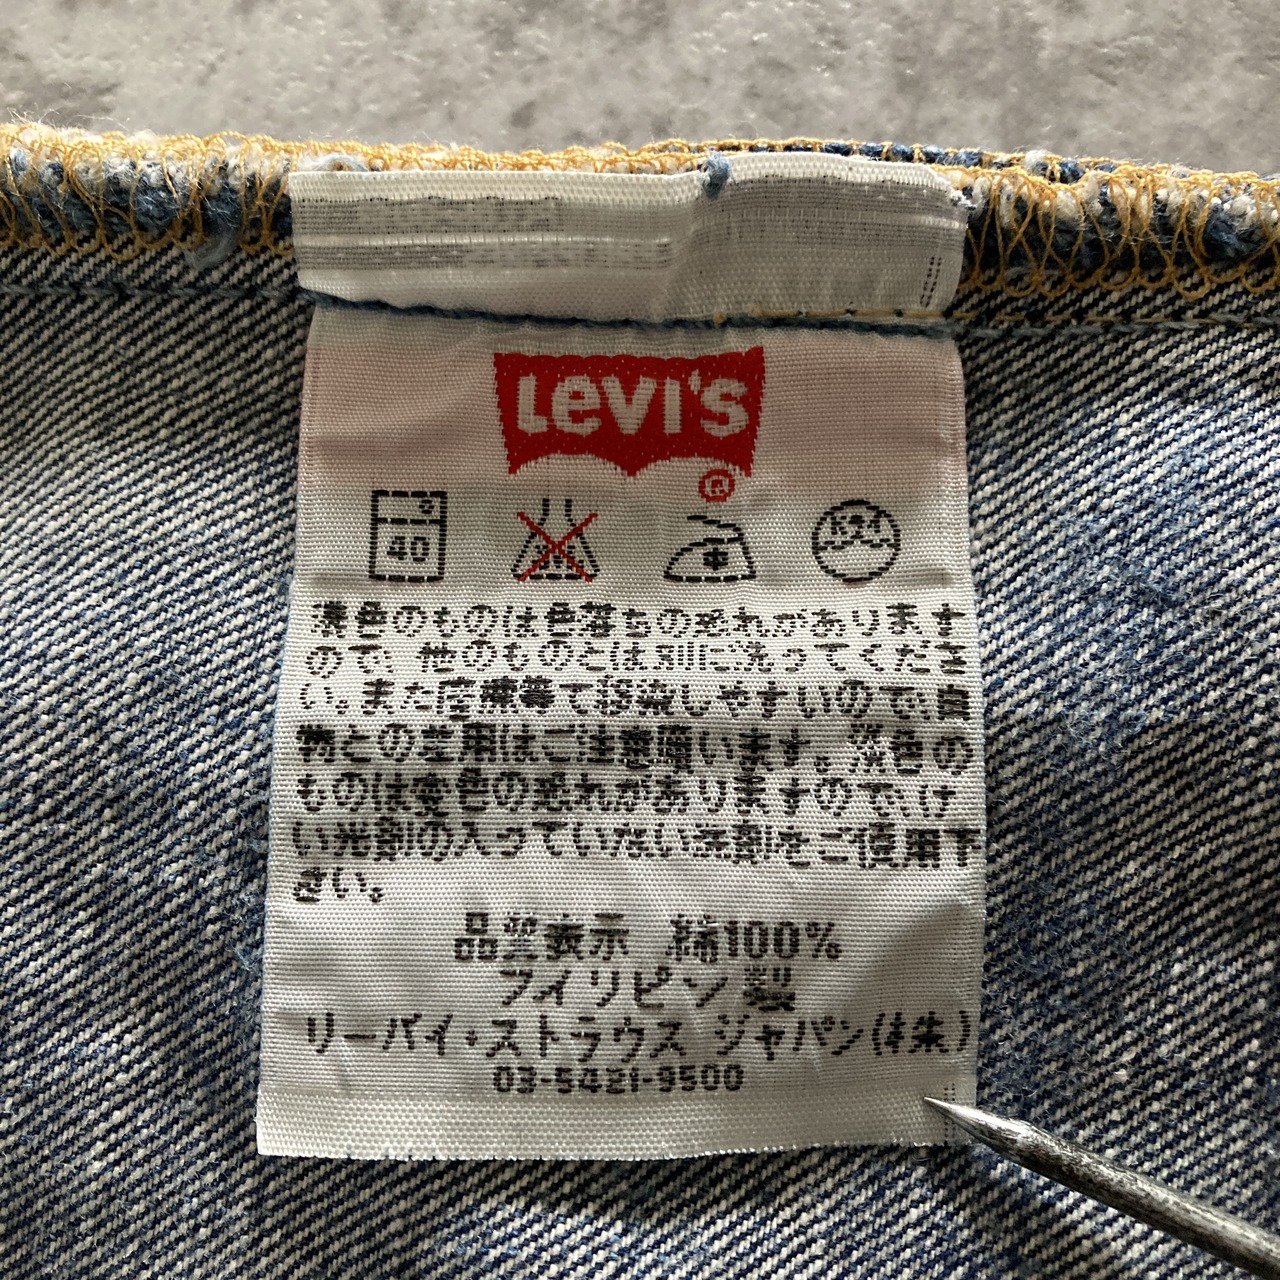 LEVI'S
®
40
濃色のものは色落ちの恐れがあります
ので、他のものとは別に洗ってくださ
い。また摩擦等で移染しやすいので、白
物との着用はご注意願います。淡色の
ものは変色の恐れがありますので、け
い光剤の入っていない洗剤をご使用下
さい。
品質表示 綿100%
フィリピン製
リーバイ・ストラウス ジャパン(株)
03-5421-9500